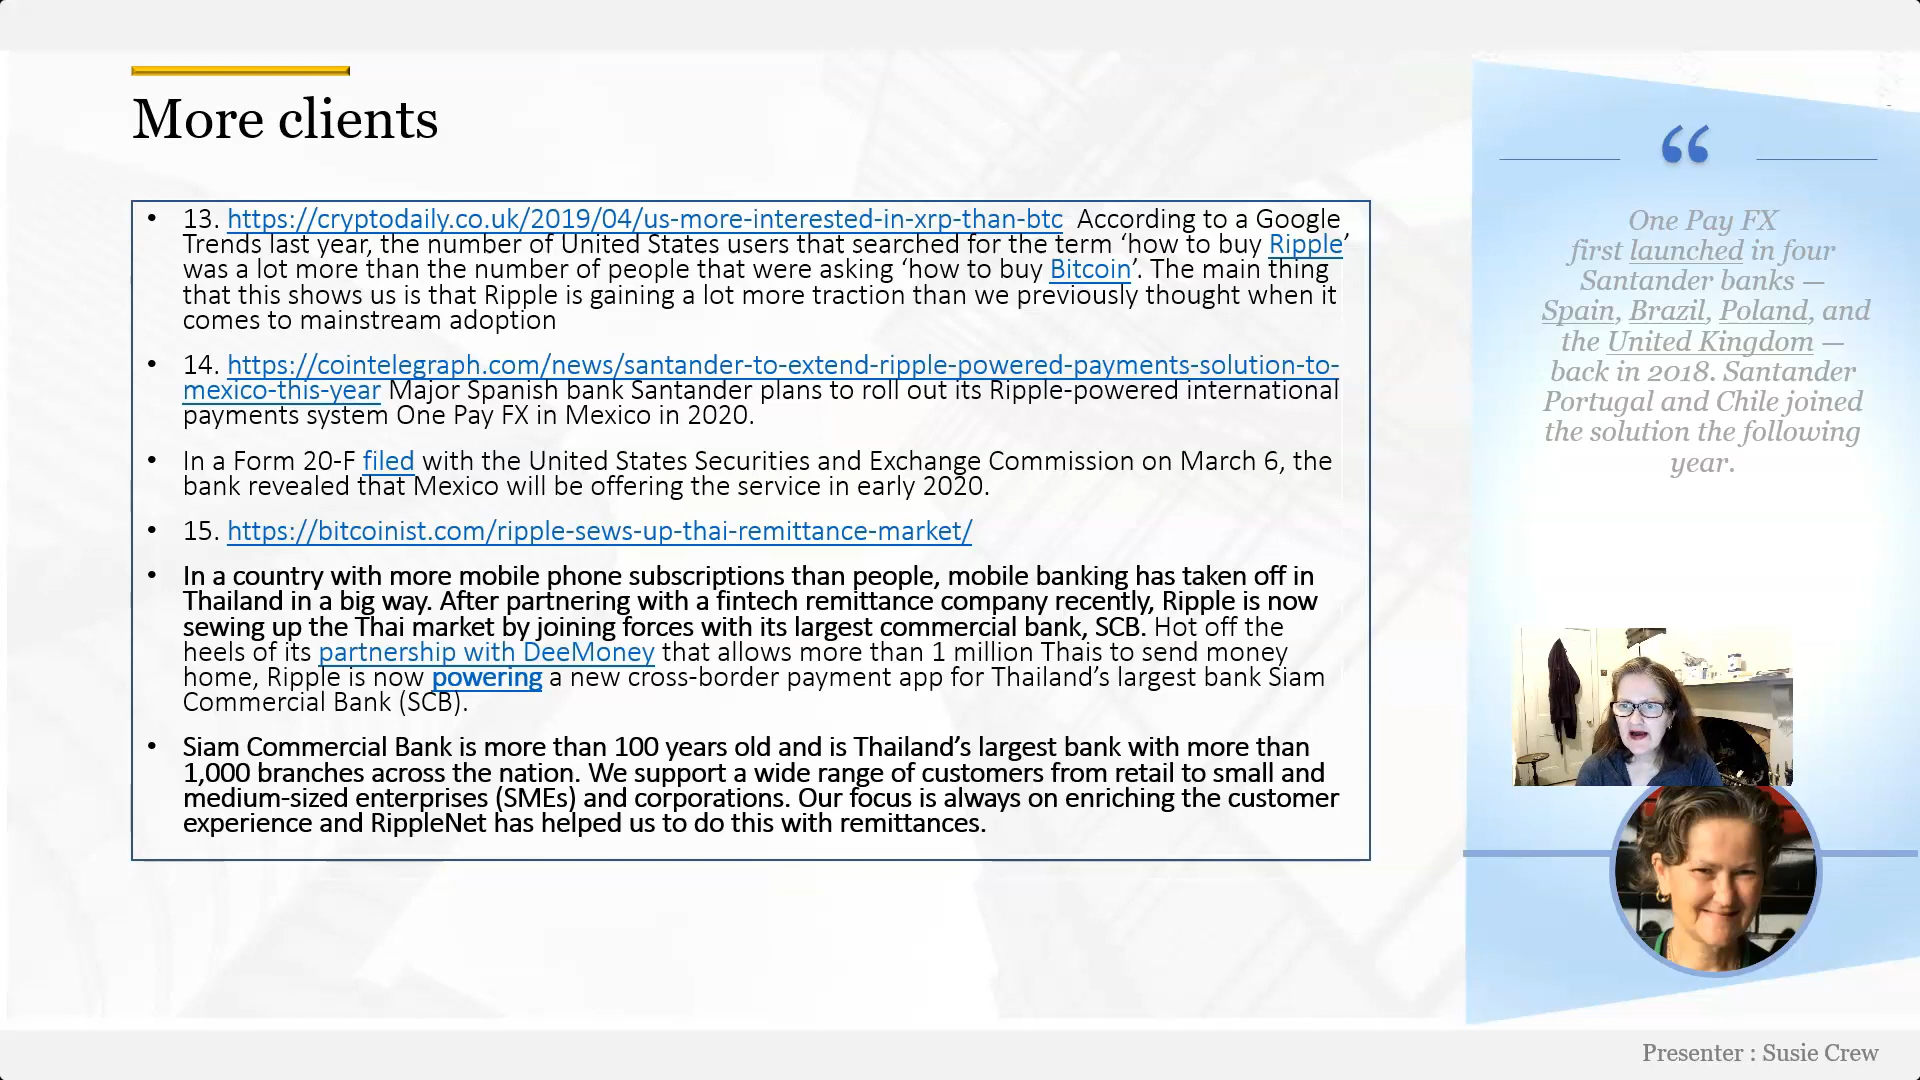 More clients
• 13. https://cryptodaily.co.uk/2019/04/us-more-interested-in-xrp-than-btc According to a Google
Trends last year, the number of United States users that searched for the term ‘how to buy Ripple’
was a lot more than the number of people that were asking ‘how to buy Bitcoin’. The main thing
that this shows us is that Ripple is gaining a lot more traction than we previously thought when it
comes to mainstream adoption
• 14. https://cointelegraph.com/news/santander-to-extend-ripple-powered-payments-solution-to-
mexico-this-year Major Spanish bank Santander plans to roll out its Ripple-powered international
payments system One Pay FX in Mexico in 2020.
• In a Form 20-F filed with the United States Securities and Exchange Commission on March 6, the
bank revealed that Mexico will be offering the service in early 2020.
• 15. https://bitcoinist.com/ripple-sews-up-thai-remittance-market/
• In a country with more mobile phone subscriptions than people, mobile banking has taken off in
Thailand in a big way. After partnering with a fintech remittance company recently, Ripple is now
sewing up the Thai market by joining forces with its largest commercial bank, SCB. Hot off the
heels of its partnership with DeeMoney that allows more than 1 million Thais to send money
home, Ripple is now powering a new cross-border payment app for Thailand’s largest bank Siam
Commercial Bank (SCB).
• Siam Commercial Bank is more than 100 years old and is Thailand’s largest bank with more than
1,000 branches across the nation. We support a wide range of customers from retail to small and
medium-sized enterprises (SMEs) and corporations. Our focus is always on enriching the customer
experience and RippleNet has helped us to do this with remittances.
“
One Pay FX
first launched in four
Santander banks —
Spain, Brazil, Poland, and
the United Kingdom —
back in 2018. Santander
Portugal and Chile joined
the solution the following
year.
Presenter : Susie Crew